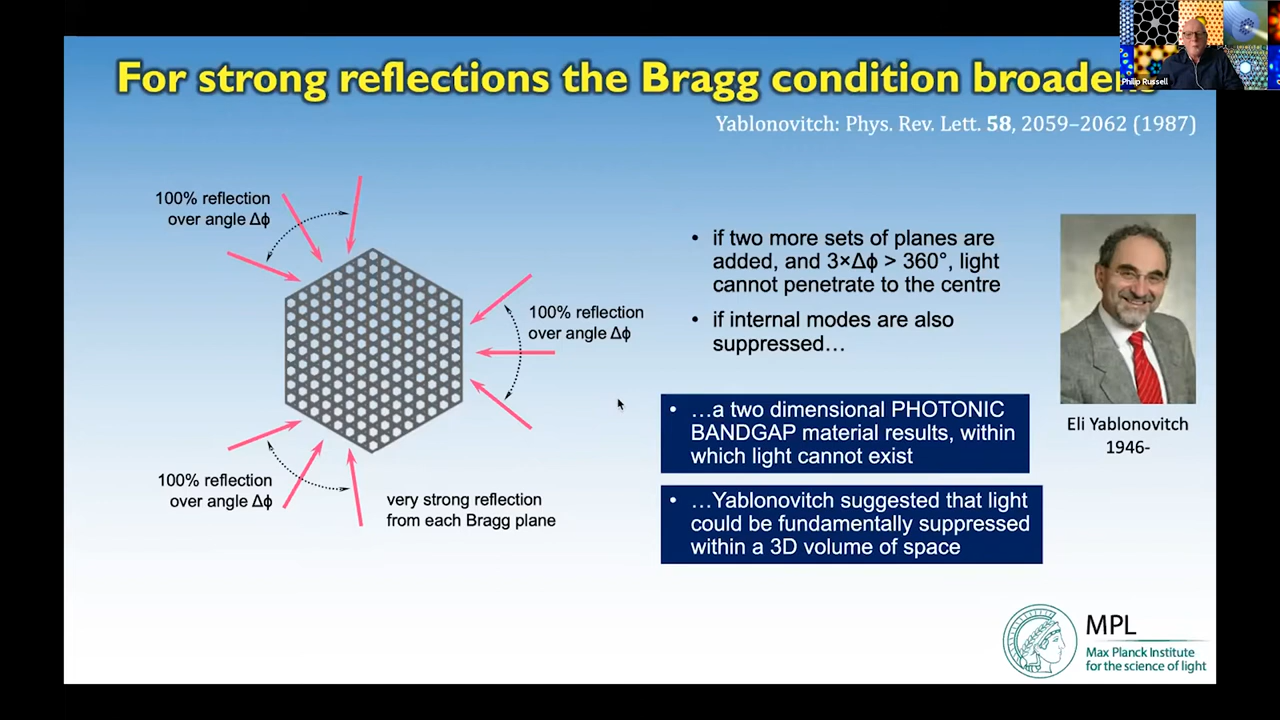 For strong reflections the Bragg condition broadens
Philip Russell
Yablonovitch: Phys. Rev. Lett. 58, 2059–2062 (1987)
100% reflection
over angle Δϕ
100% reflection
over angle Δϕ
100% reflection
over angle Δϕ
very strong reflection
from each Bragg plane
• if two more sets of planes are
added, and 3×Δϕ > 360°, light
cannot penetrate to the centre
• if internal modes are also
suppressed…
• …a two dimensional PHOTONIC
BANDGAP material results, within
which light cannot exist
• …Yablonovitch suggested that light
could be fundamentally suppressed
within a 3D volume of space
Eli Yablonovitch
1946-
MPL
Max Planck Institute
for the science of light